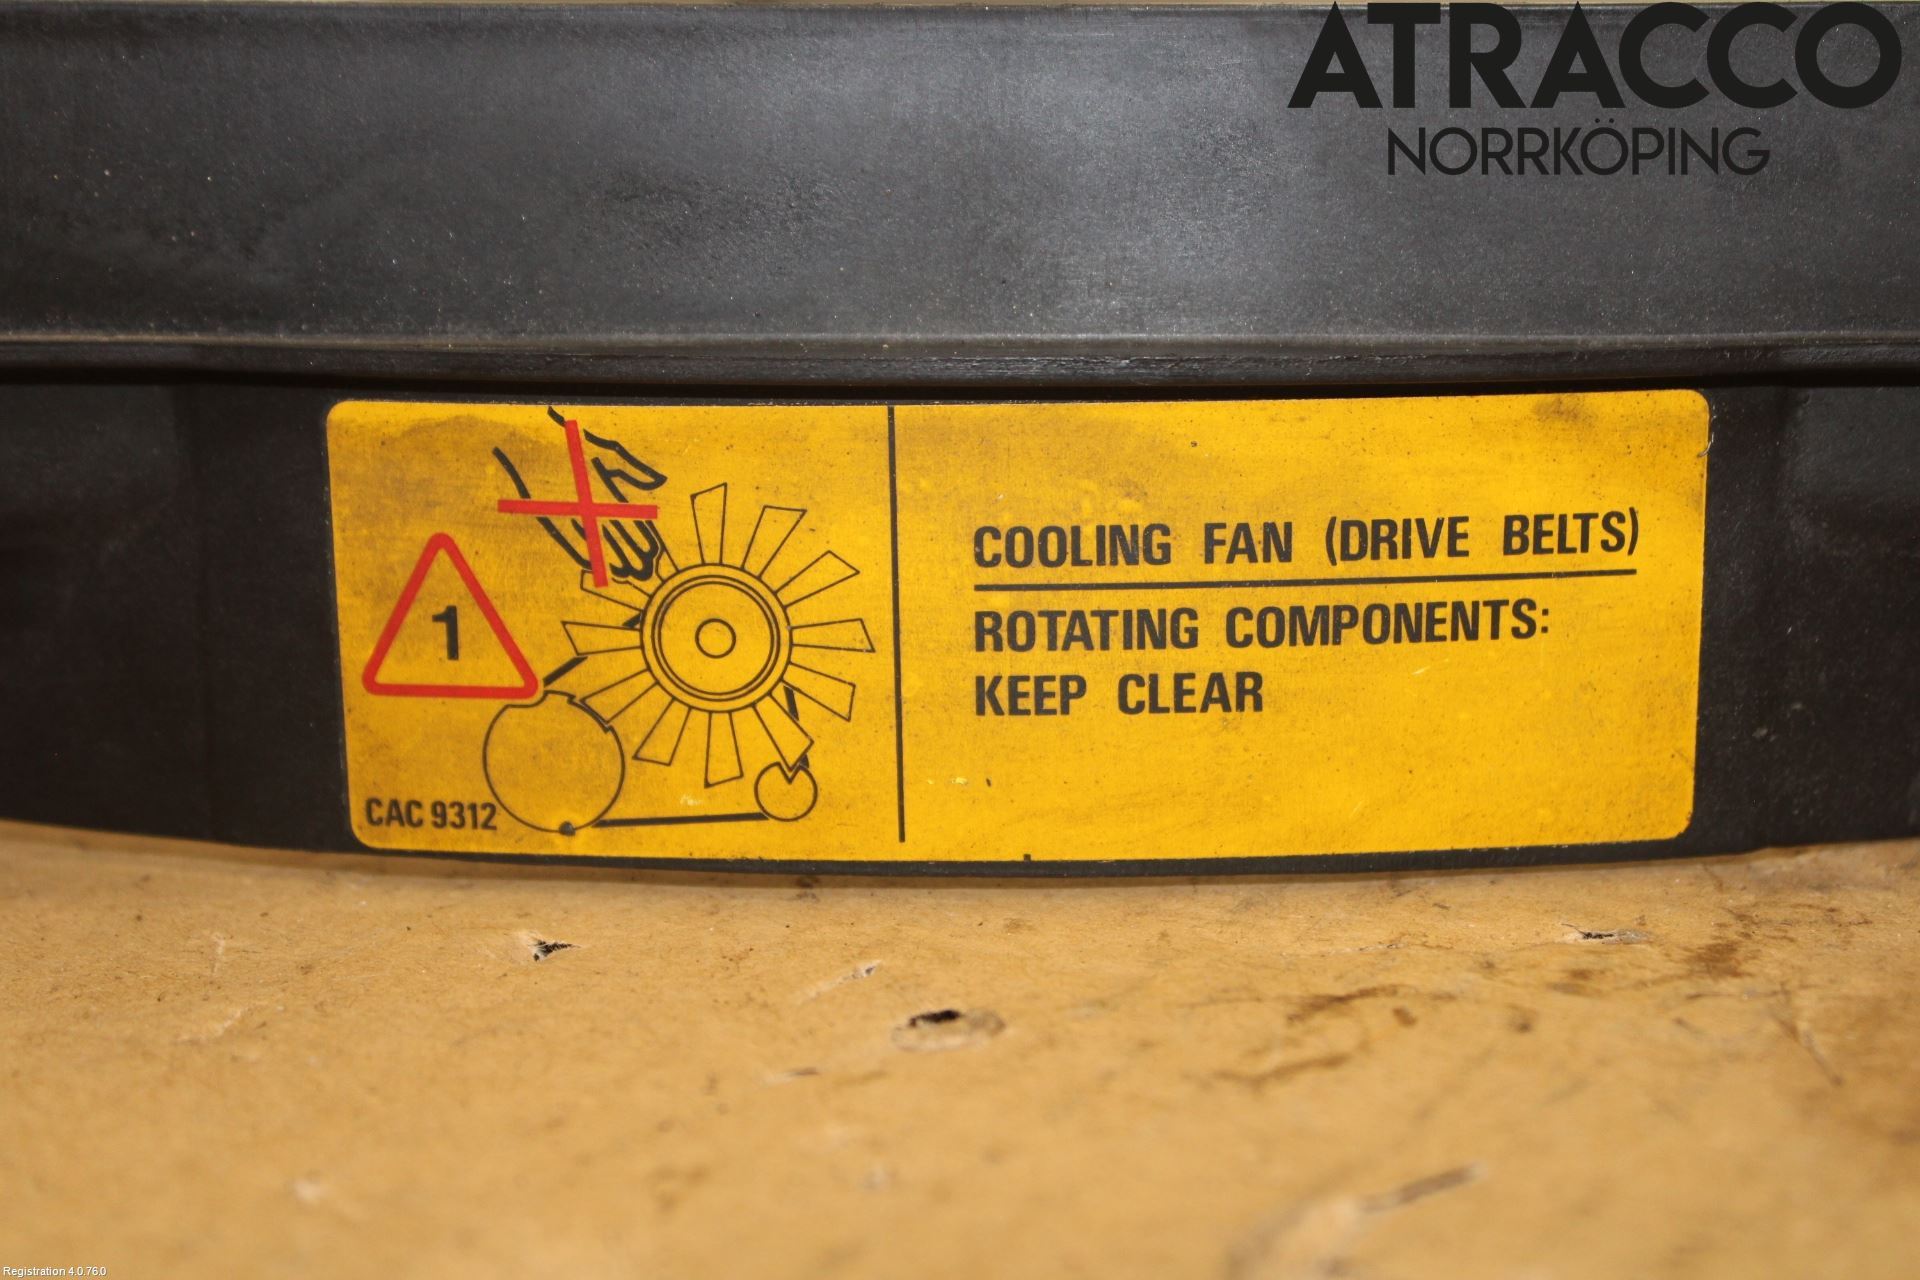 ATRACCO
NORRKÖPING
1
CAC 9312
COOLING FAN (DRIVE BELTS)
ROTATING COMPONENTS:
KEEP CLEAR
Registration 4.0.76.0